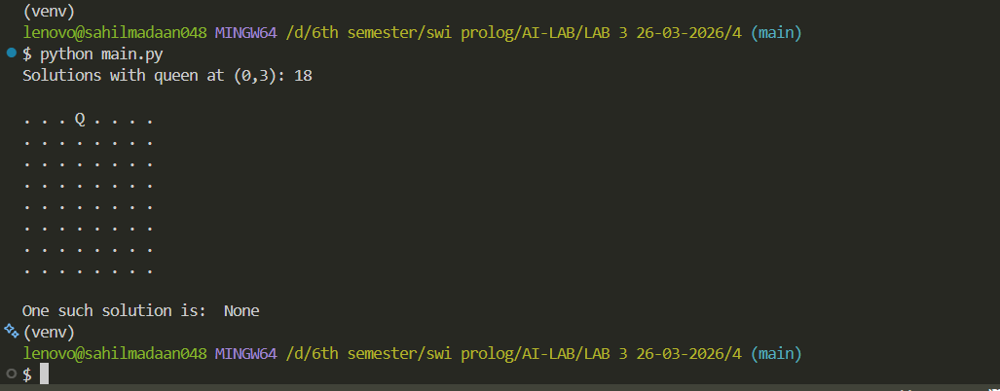 (venv)
lenovo@sahilmadaan048 MINGW64 /d/6th semester/swi prolog/AI-LAB/LAB 3 26-03-2026/4 (main)
$ python main.py
Solutions with queen at (0,3): 18
. . . Q . . . .
. . . . . . . .
. . . . . . . .
. . . . . . . .
. . . . . . . .
. . . . . . . .
. . . . . . . .
. . . . . . . .
One such solution is:  None
(venv)
lenovo@sahilmadaan048 MINGW64 /d/6th semester/swi prolog/AI-LAB/LAB 3 26-03-2026/4 (main)
$